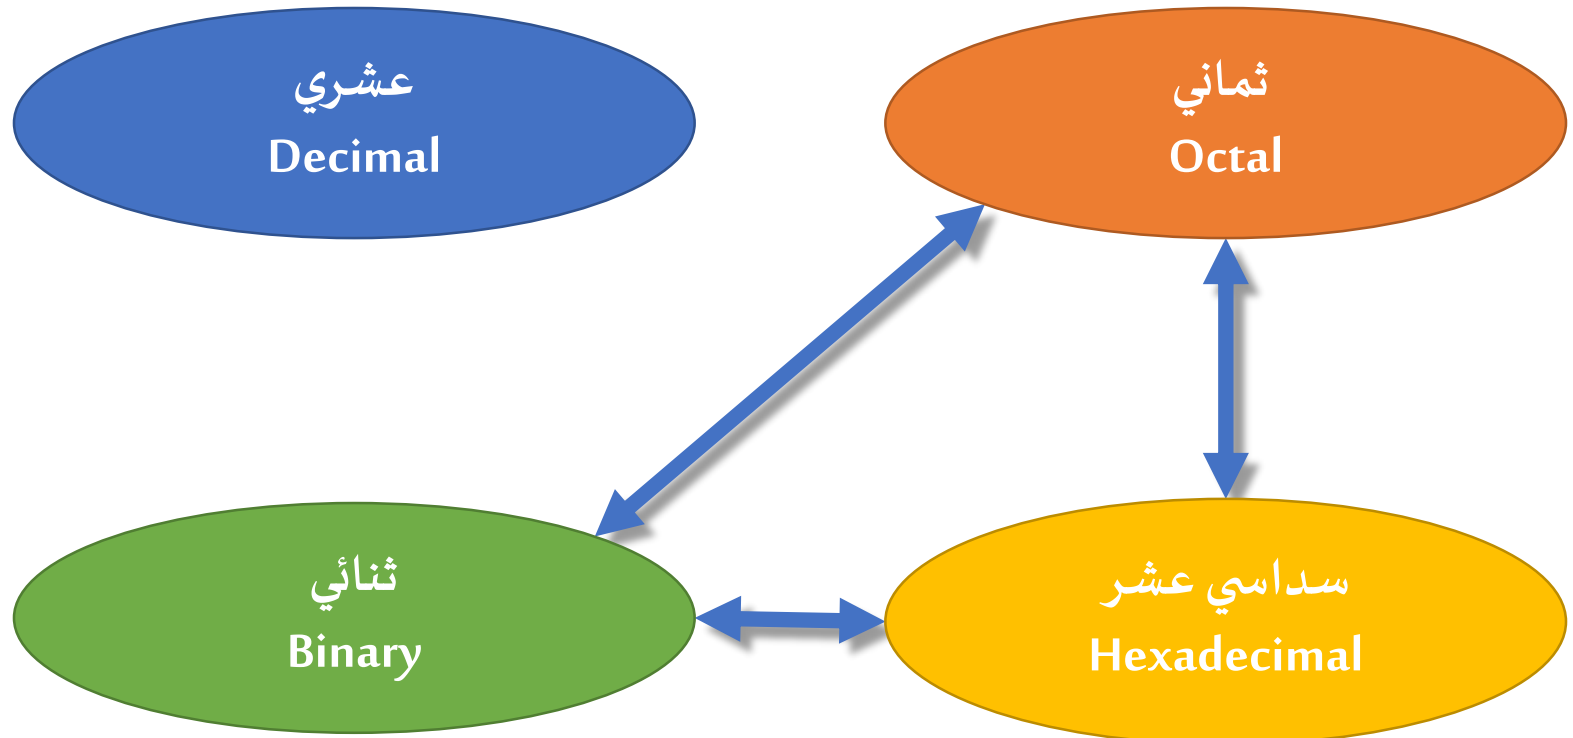 عشري
Decimal
ثماني
Octal
ثنائي
Binary
سداسي عشر
Hexadecimal